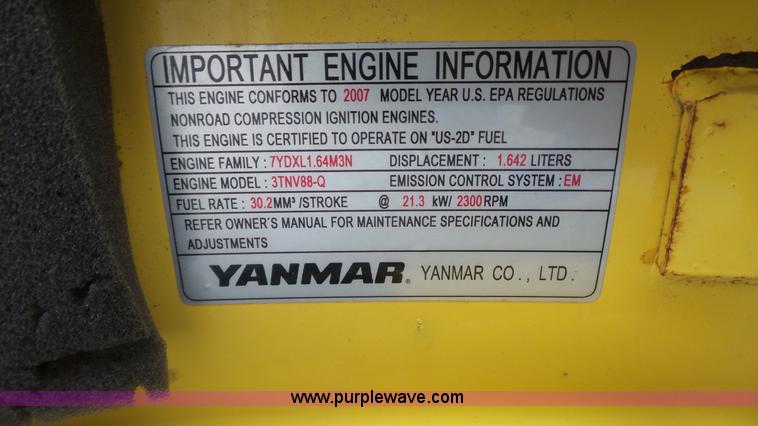 IMPORTANT ENGINE INFORMATION
THIS ENGINE CONFORMS TO 2007 MODEL YEAR U.S. EPA REGULATIONS
NONROAD COMPRESSION IGNITION ENGINES.
THIS ENGINE IS CERTIFIED TO OPERATE ON "US-2D" FUEL
ENGINE FAMILY : 7YDXL1.64M3N DISPLACEMENT : 1.642 LITERS
ENGINE MODEL : 3TNV88-Q EMISSION CONTROL SYSTEM : EM
FUEL RATE : 30.2MM³ /STROKE @ 21.3 kW/ 2300 RPM
REFER OWNER'S MANUAL FOR MAINTENANCE SPECIFICATIONS AND
ADJUSTMENTS
YANMAR. YANMAR CO., LTD.
www.purplewave.com